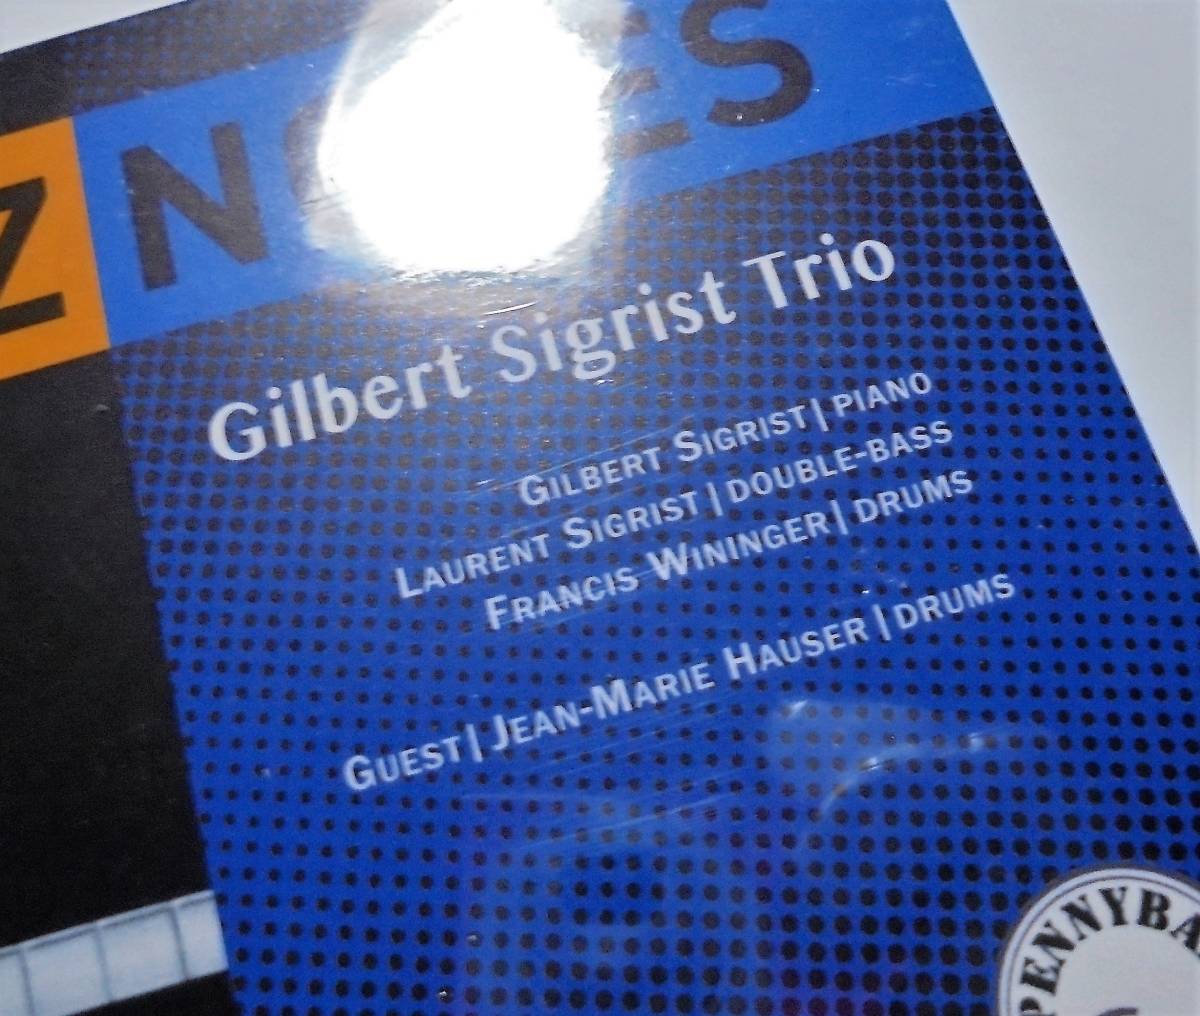 Z
Gilbert Sigrist Trio
GILBERT SIGRIST | PIANO
LAURENT SIGRIST | DOUBLE-BASS
FRANCIS WININGER | DRUMS
GUEST | JEAN-MARIE HAUSER | DRUMS